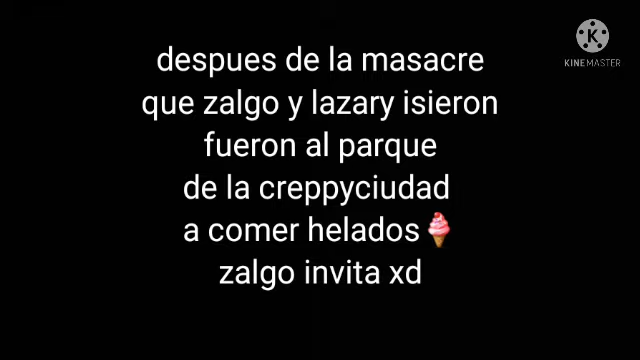 K
KINEMASTER
despues de la masacre
que zalgo y lazary isieron
fueron al parque
de la creppyciudad
a comer helados🍦
zalgo invita xd